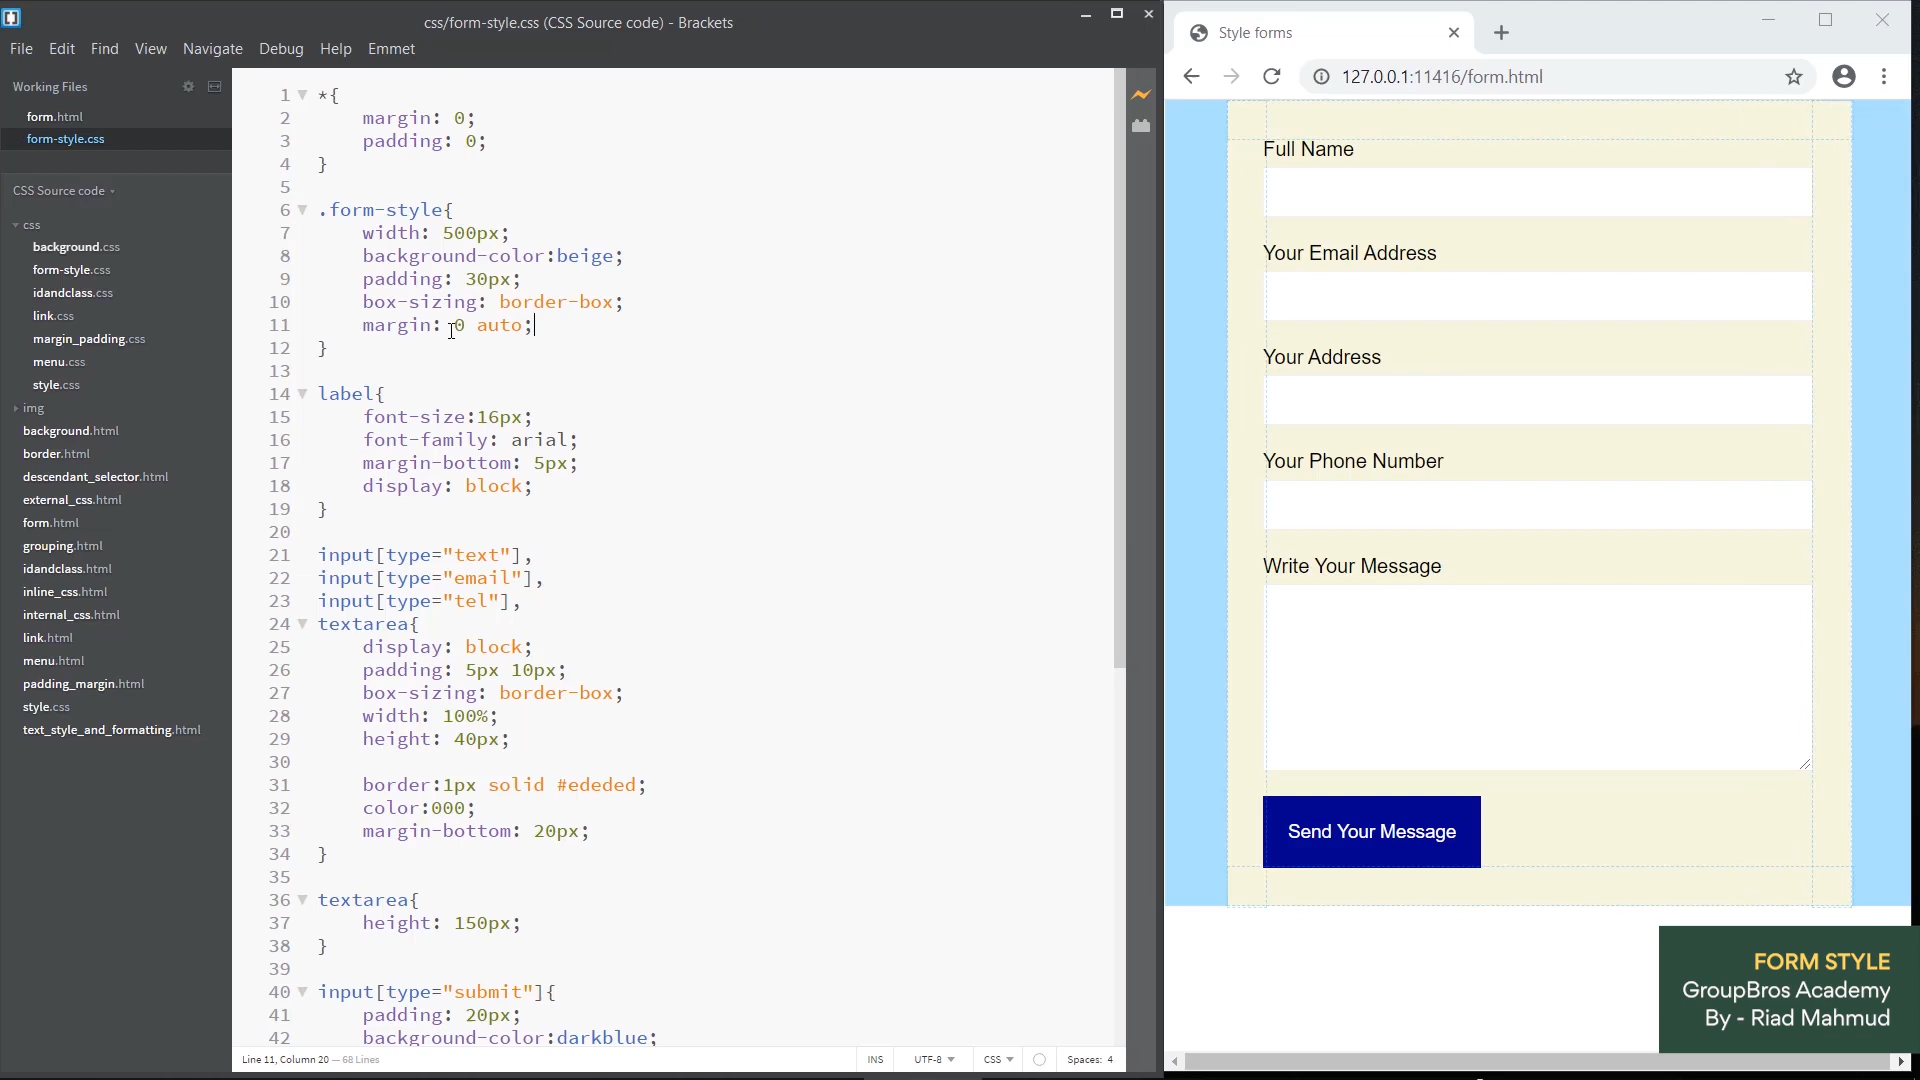 css/form-style.css (CSS Source code) - Brackets
File Edit Find View Navigate Debug Help Emmet
Working Files
form.html
form-style.css
CSS Source code
css
background.css
form-style.css
idandclass.css
link.css
margin_padding.css
menu.css
style.css
img
background.html
border.html
descendant_selector.html
external_css.html
form.html
grouping.html
idandclass.html
inline_css.html
internal_css.html
link.html
menu.html
padding_margin.html
style.css
text_style_and_formatting.html
1 *{
2 margin: 0;
3 padding: 0;
4 }
5
6 .form-style{
7 width: 500px;
8 background-color:beige;
9 padding: 30px;
10 box-sizing: border-box;
11 margin: 0 auto;
12 }
13
14 label{
15 font-size:16px;
16 font-family: arial;
17 margin-bottom: 5px;
18 display: block;
19 }
20
21 input[type="text"],
22 input[type="email"],
23 input[type="tel"],
24 textarea{
25 display: block;
26 padding: 5px 10px;
27 box-sizing: border-box;
28 width: 100%;
29 height: 40px;
30
31 border:1px solid #ededed;
32 color:000;
33 margin-bottom: 20px;
34 }
35
36 textarea{
37 height: 150px;
38 }
39
40 input[type="submit"]{
41 padding: 20px;
42 background-color:darkblue;
Line 11, Column 20 — 68 Lines
INS UTF-8 CSS Spaces: 4
Style forms
127.0.0.1:11416/form.html
Full Name
Your Email Address
Your Address
Your Phone Number
Write Your Message
Send Your Message
FORM STYLE
GroupBros Academy
By - Riad Mahmud